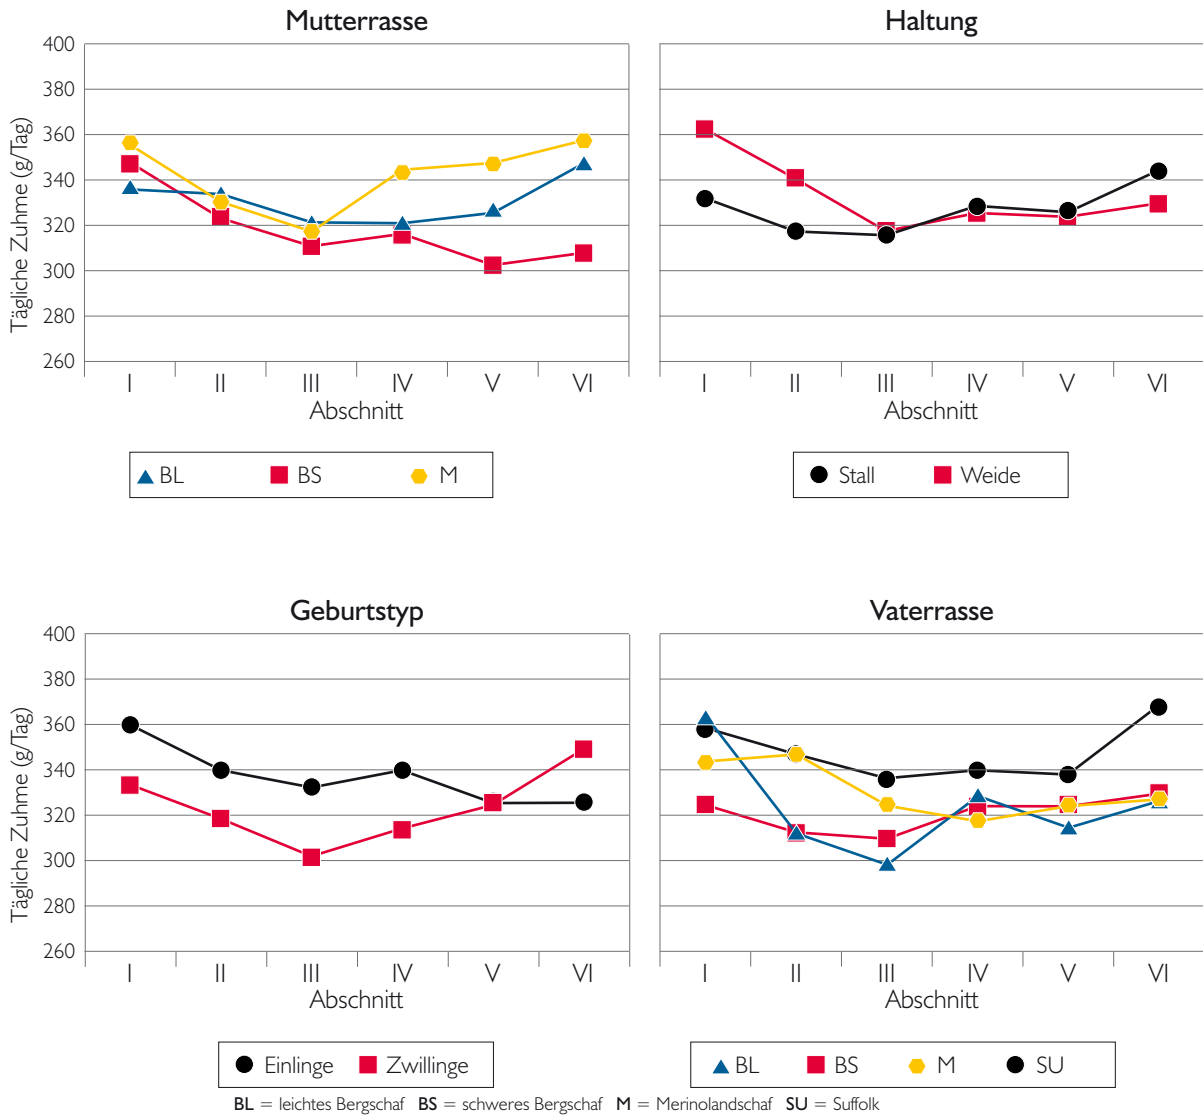 Mutterrasse
Tägliche Zuhme (g/Tag)
400
380
360
340
320
300
280
260
I II III IV V VI
Abschnitt
BL BS M
Haltung
I II III IV V VI
Abschnitt
Stall Weide
Geburtstyp
Tägliche Zuhme (g/Tag)
400
380
360
340
320
300
280
260
I II III IV V VI
Abschnitt
Einlinge Zwillinge
Vaterrasse
I II III IV V VI
Abschnitt
BL BS M SU
BL = leichtes Bergschaf BS = schweres Bergschaf M = Merinolandschaf SU = Suffolk